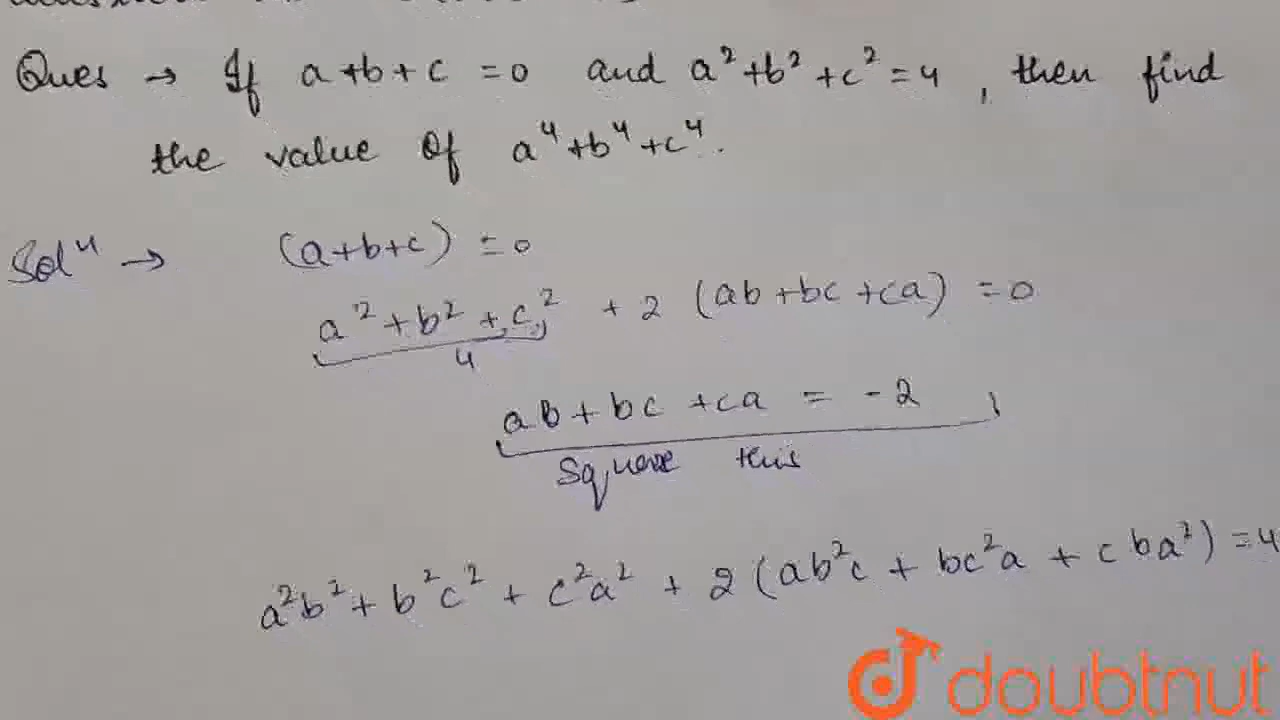 Ques → If a+b+c =0 and a²+b²+c²=4, then find
the value of a⁴+b⁴+c⁴.
Solⁿ → (a+b+c) =0
a²+b²+c² + 2 (ab+bc+ca) =0
4
ab+bc+ca = -2
Square this
a²b²+b²c²+c²a² + 2(ab²c + bc²a + cba²) =4
doubtnut